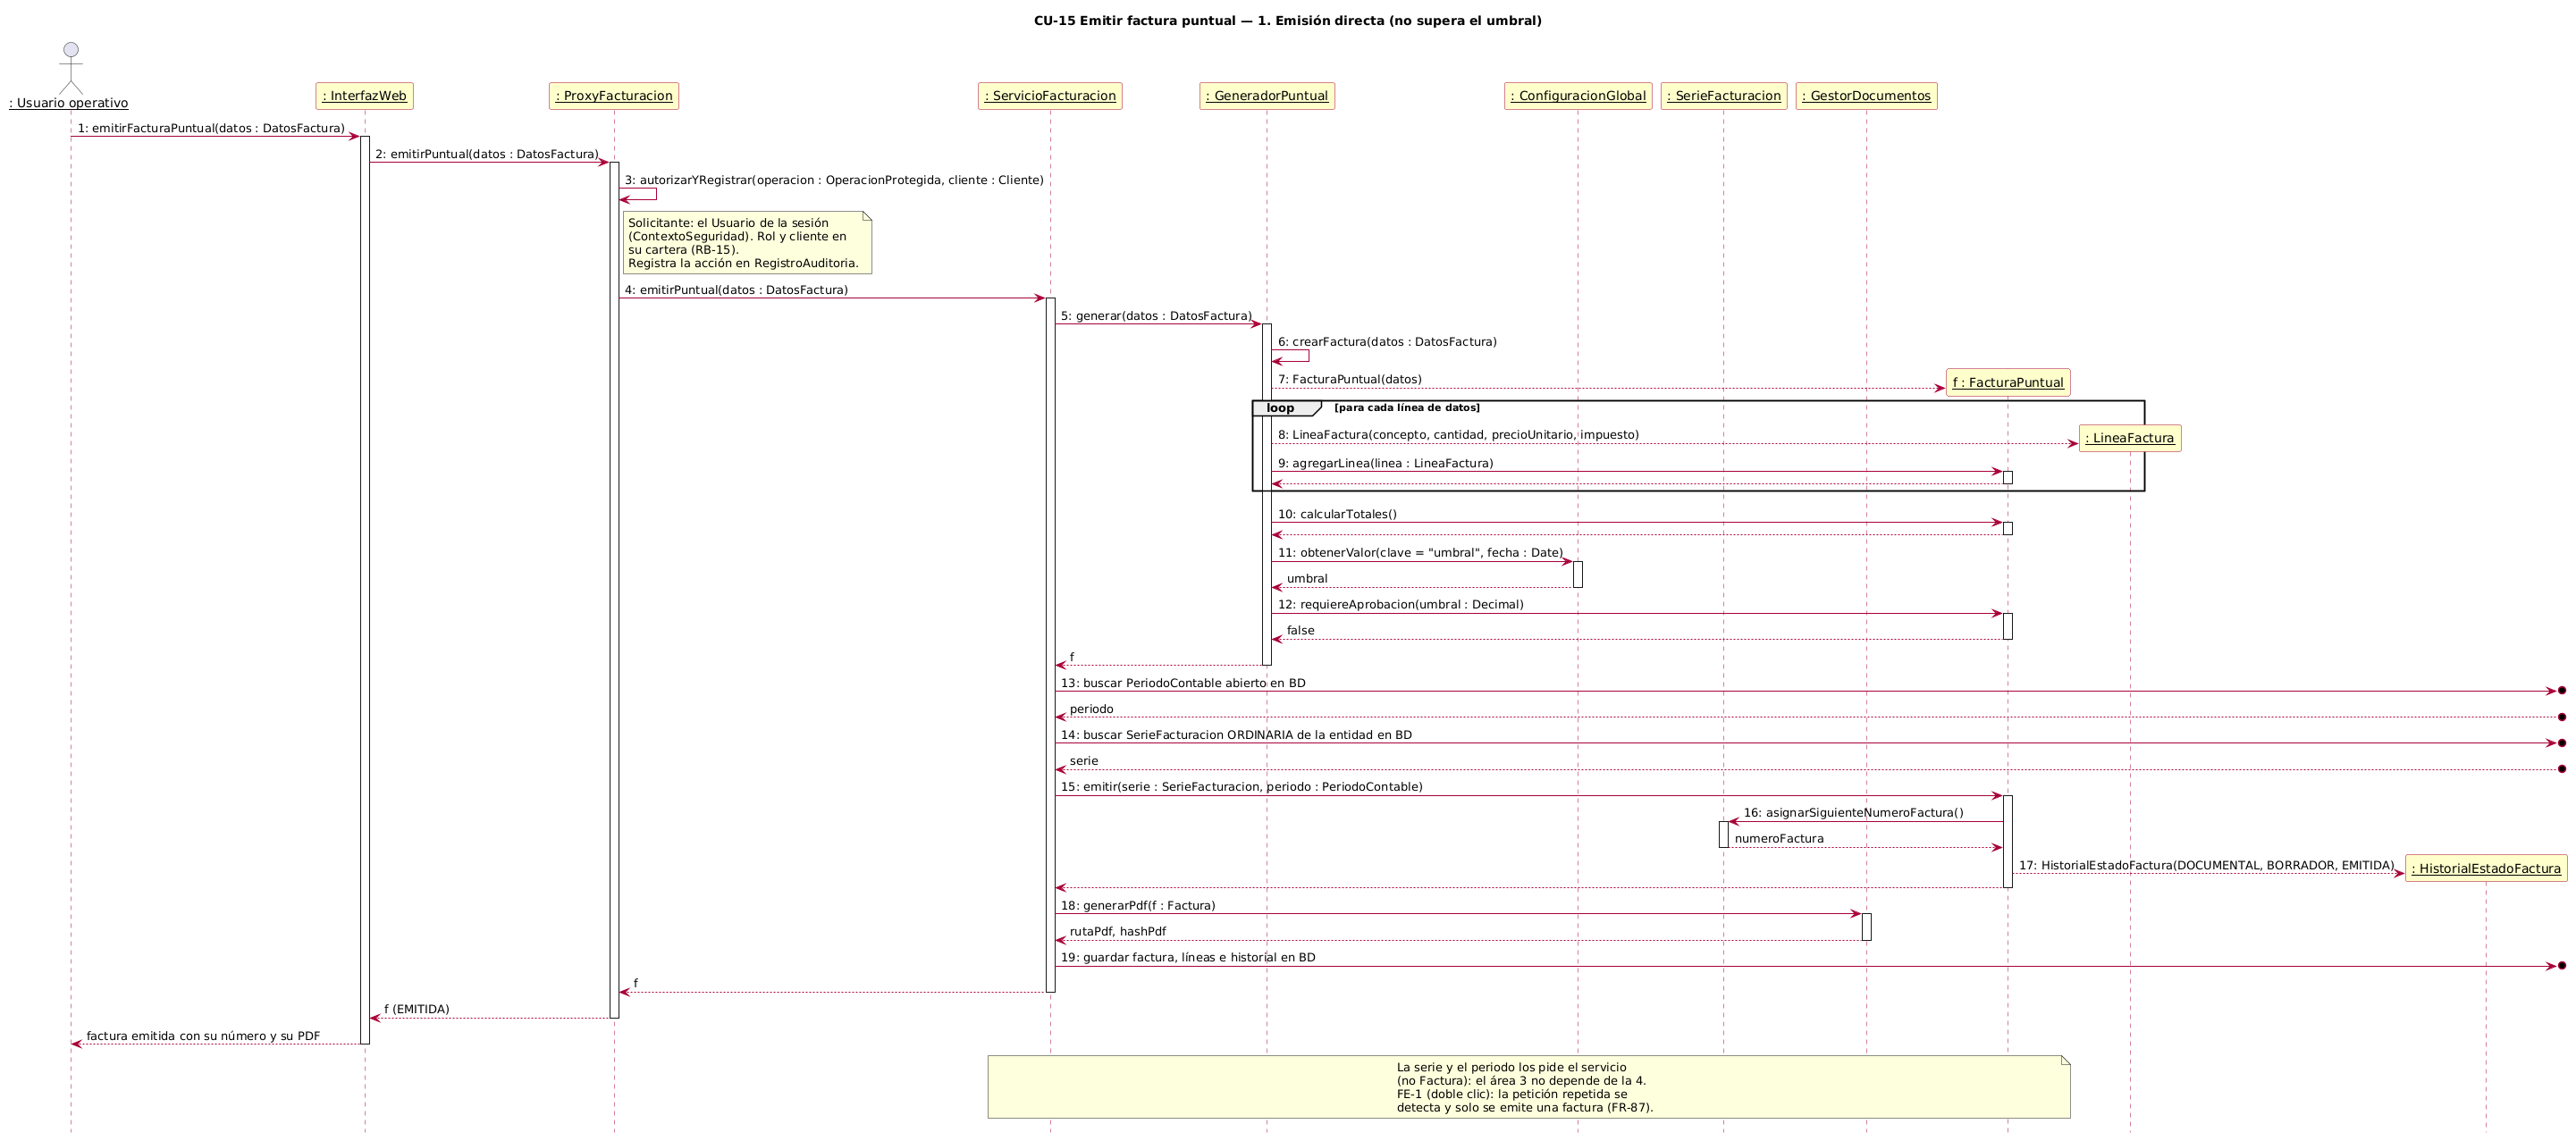 CU-15 Emitir factura puntual — 1. Emisión directa (no supera el umbral)
: Usuario operativo
: InterfazWeb
: ProxyFacturacion
: ServicioFacturacion
: GeneradorPuntual
: ConfiguracionGlobal
: SerieFacturacion
: GestorDocumentos
1: emitirFacturaPuntual(datos : DatosFactura)
2: emitirPuntual(datos : DatosFactura)
3: autorizarYRegistrar(operacion : OperacionProtegida, cliente : Cliente)
Solicitante: el Usuario de la sesión
(ContextoSeguridad). Rol y cliente en
su cartera (RB-15).
Registra la acción en RegistroAuditoria.
4: emitirPuntual(datos : DatosFactura)
5: generar(datos : DatosFactura)
6: crearFactura(datos : DatosFactura)
7: FacturaPuntual(datos)
f : FacturaPuntual
loop
[para cada línea de datos]
8: LineaFactura(concepto, cantidad, precioUnitario, impuesto)
: LineaFactura
9: agregarLinea(linea : LineaFactura)
10: calcularTotales()
11: obtenerValor(clave = "umbral", fecha : Date)
umbral
12: requiereAprobacion(umbral : Decimal)
false
f
13: buscar PeriodoContable abierto en BD
periodo
14: buscar SerieFacturacion ORDINARIA de la entidad en BD
serie
15: emitir(serie : SerieFacturacion, periodo : PeriodoContable)
16: asignarSiguienteNumeroFactura()
numeroFactura
17: HistorialEstadoFactura(DOCUMENTAL, BORRADOR, EMITIDA)
: HistorialEstadoFactura
18: generarPdf(f : Factura)
rutaPdf, hashPdf
19: guardar factura, líneas e historial en BD
f
f (EMITIDA)
factura emitida con su número y su PDF
La serie y el periodo los pide el servicio
(no Factura): el área 3 no depende de la 4.
FE-1 (doble clic): la petición repetida se
detecta y solo se emite una factura (FR-87).